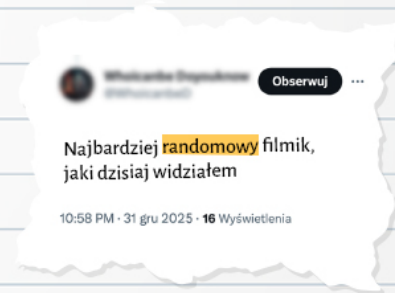 Obserwuj
Najbardziej randomowy filmik,
jaki dzisiaj widziałem
10:58 PM · 31 gru 2025 · 16 Wyświetlenia